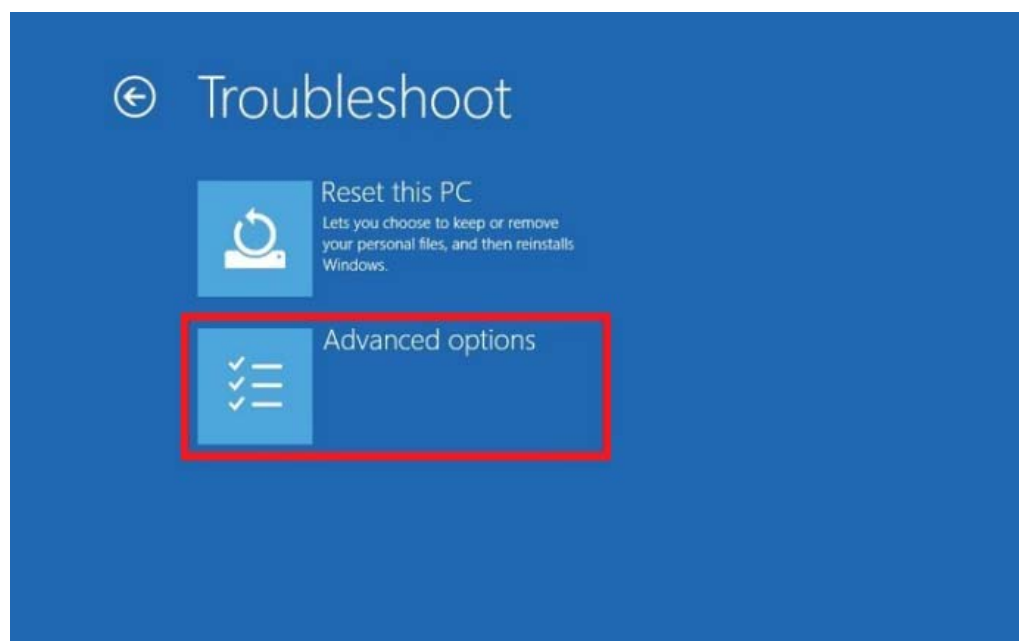 Troubleshoot
Reset this PC
Lets you choose to keep or remove
your personal files, and then reinstalls
Windows.
Advanced options